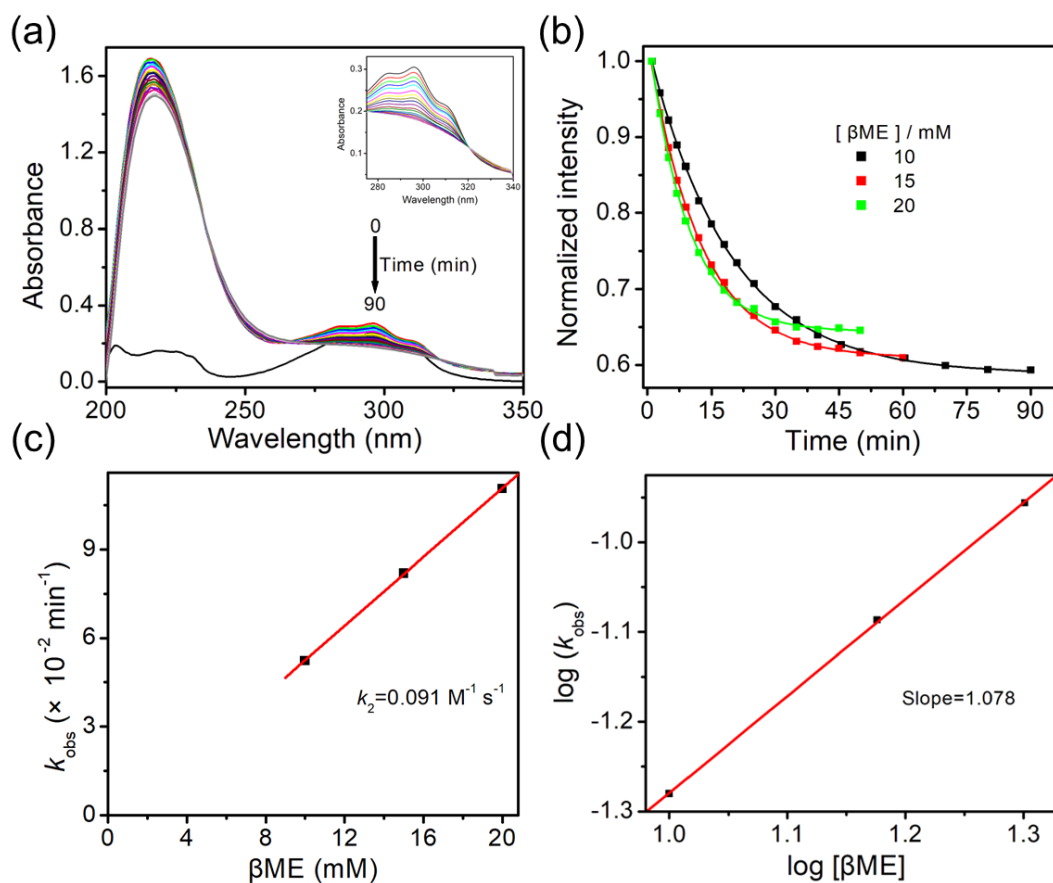 (a)
1.6
1.2
0.8
0.4
0.0
Absorbance
200
250
300
350
Wavelength (nm)
0.3
0.2
0.1
Absorbance
280
300
320
340
Wavelength (nm)
0
Time (min)
90
(b)
1.0
0.9
0.8
0.7
0.6
Normalized intensity
[ βME ] / mM
10
15
20
0
15
30
45
60
75
90
Time (min)
(c)
9
6
3
0
k_obs (× 10⁻² min⁻¹)
k₂=0.091 M⁻¹ s⁻¹
0
4
8
12
16
20
βME (mM)
(d)
-1.0
-1.1
-1.2
-1.3
log (k_obs)
Slope=1.078
1.0
1.1
1.2
1.3
log [βME]